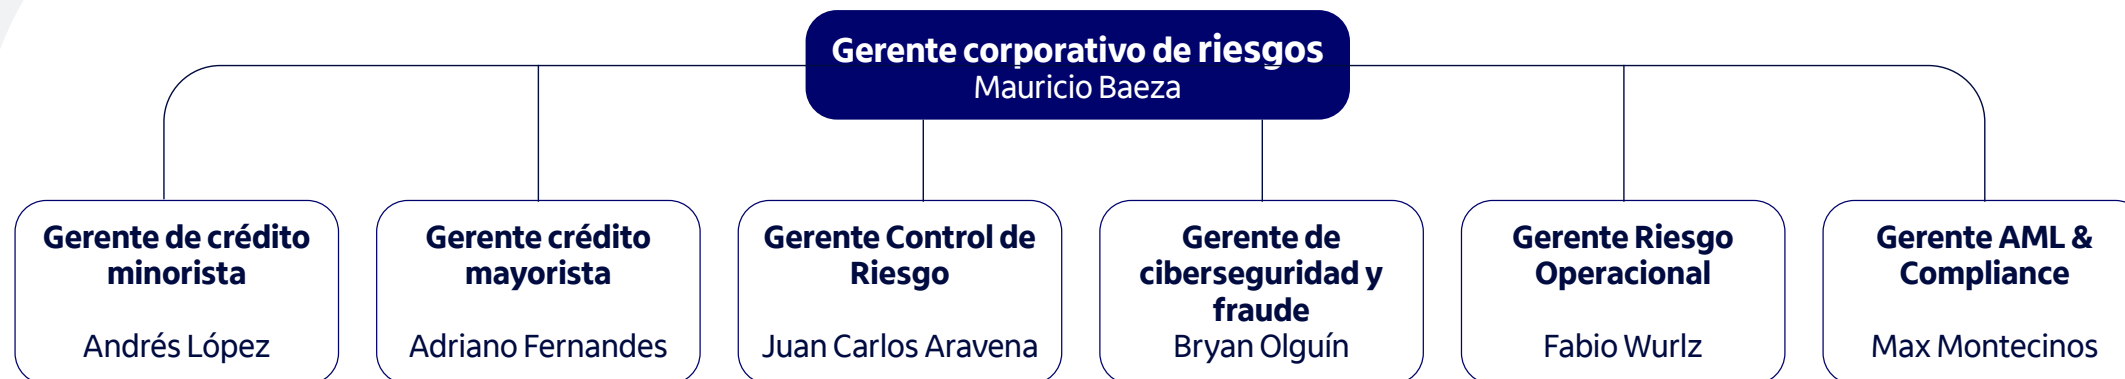 Gerente corporativo de riesgos
Mauricio Baeza
Gerente de crédito
minorista
Andrés López
Gerente crédito
mayorista
Adriano Fernandes
Gerente Control de
Riesgo
Juan Carlos Aravena
Gerente de
ciberseguridad y
fraude
Bryan Olguín
Gerente Riesgo
Operacional
Fabio Wurlz
Gerente AML &
Compliance
Max Montecinos